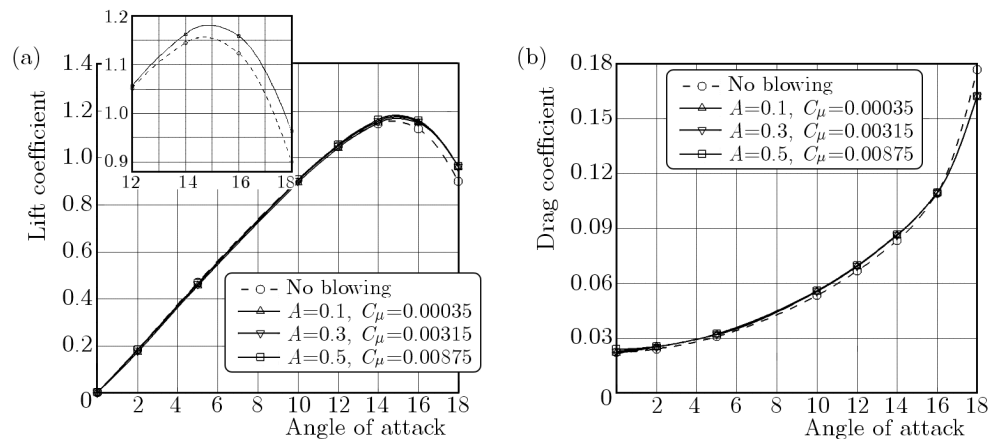 (a)
1.2
1.1
1.0
0.9
12 14 16 18
1.4
1.2
1.0
0.8
0.6
0.4
0.2
0
2 4 6 8 10 12 14 16 18
Lift coefficient
Angle of attack
No blowing
A=0.1, Cμ=0.00035
A=0.3, Cμ=0.00315
A=0.5, Cμ=0.00875
(b)
0.18
0.15
0.12
0.09
0.06
0.03
0
2 4 6 8 10 12 14 16 18
Drag coefficient
Angle of attack
No blowing
A=0.1, Cμ=0.00035
A=0.3, Cμ=0.00315
A=0.5, Cμ=0.00875